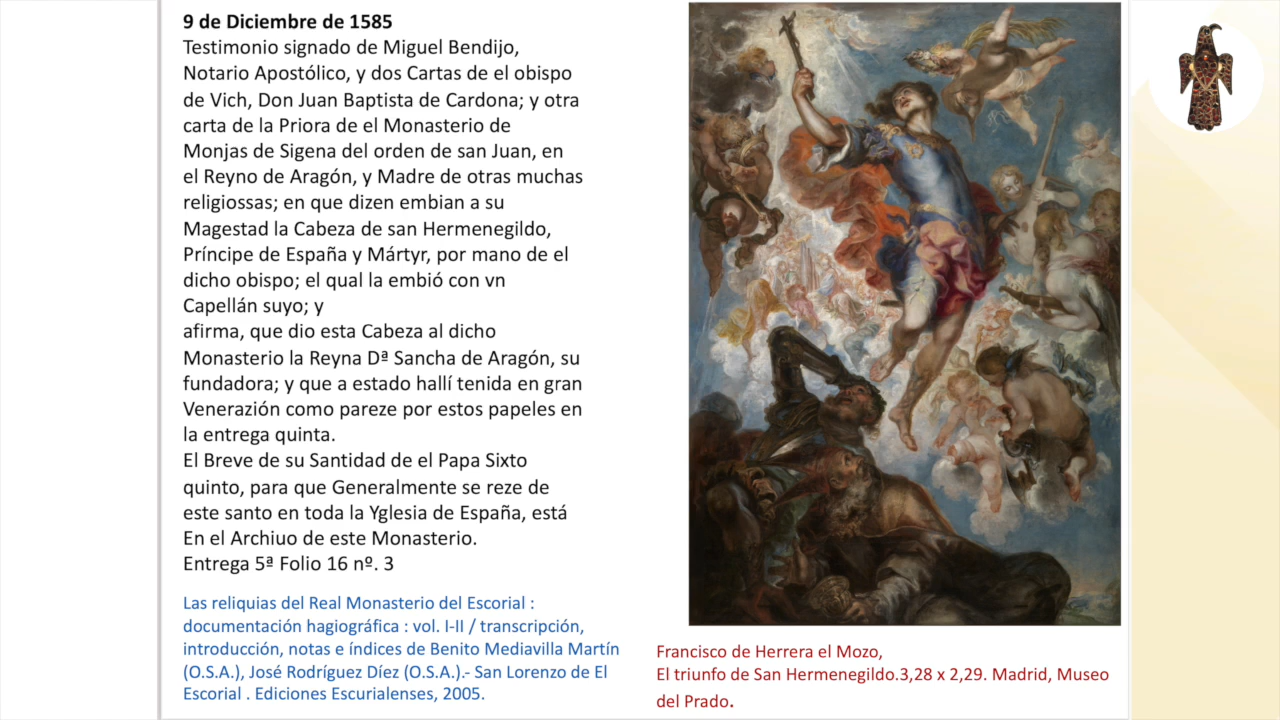 9 de Diciembre de 1585
Testimonio signado de Miguel Bendijo,
Notario Apostólico, y dos Cartas de el obispo
de Vich, Don Juan Baptista de Cardona; y otra
carta de la Priora de el Monasterio de
Monjas de Sigena del orden de san Juan, en
el Reyno de Aragón, y Madre de otras muchas
religiossas; en que dizen embian a su
Magestad la Cabeza de san Hermenegildo,
Príncipe de España y Mártyr, por mano de el
dicho obispo; el qual la embió con vn
Capellán suyo; y
afirma, que dio esta Cabeza al dicho
Monasterio la Reyna Dª Sancha de Aragón, su
fundadora; y que a estado hallí tenida en gran
Venerazión como pareze por estos papeles en
la entrega quinta.
El Breve de su Santidad de el Papa Sixto
quinto, para que Generalmente se reze de
este santo en toda la Yglesia de España, está
En el Archiuo de este Monasterio.
Entrega 5ª Folio 16 nº. 3
Las reliquias del Real Monasterio del Escorial :
documentación hagiográfica : vol. I-II / transcripción,
introducción, notas e índices de Benito Mediavilla Martín
(O.S.A.), José Rodríguez Díez (O.S.A.).- San Lorenzo de El
Escorial . Ediciones Escurialenses, 2005.
Francisco de Herrera el Mozo,
El triunfo de San Hermenegildo.3,28 x 2,29. Madrid, Museo
del Prado.